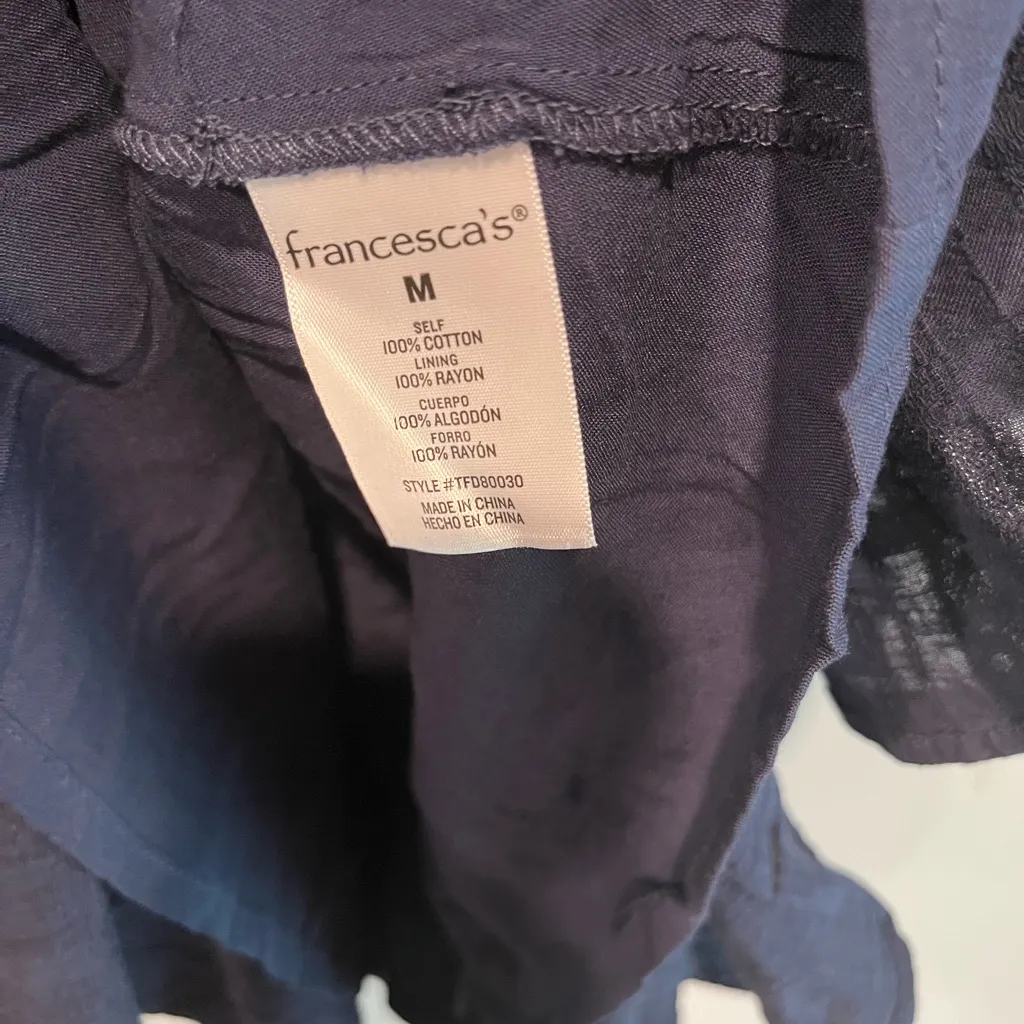 francesca's®
M
SELF
100% COTTON
LINING
100% RAYON
CUERPO
100% ALGODÓN
FORRO
100% RAYÓN
STYLE #TFD80030
MADE IN CHINA
HECHO EN CHINA